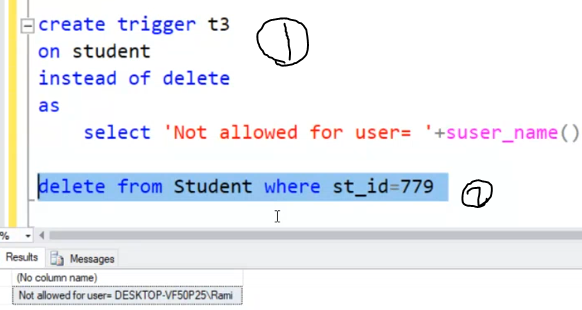 create trigger t3
①
on student
instead of delete
as
select 'Not allowed for user= '+suser_name()
delete from Student where st_id=779
②
%
Results Messages
(No column name)
Not allowed for user= DESKTOP-VF50P25\Rami